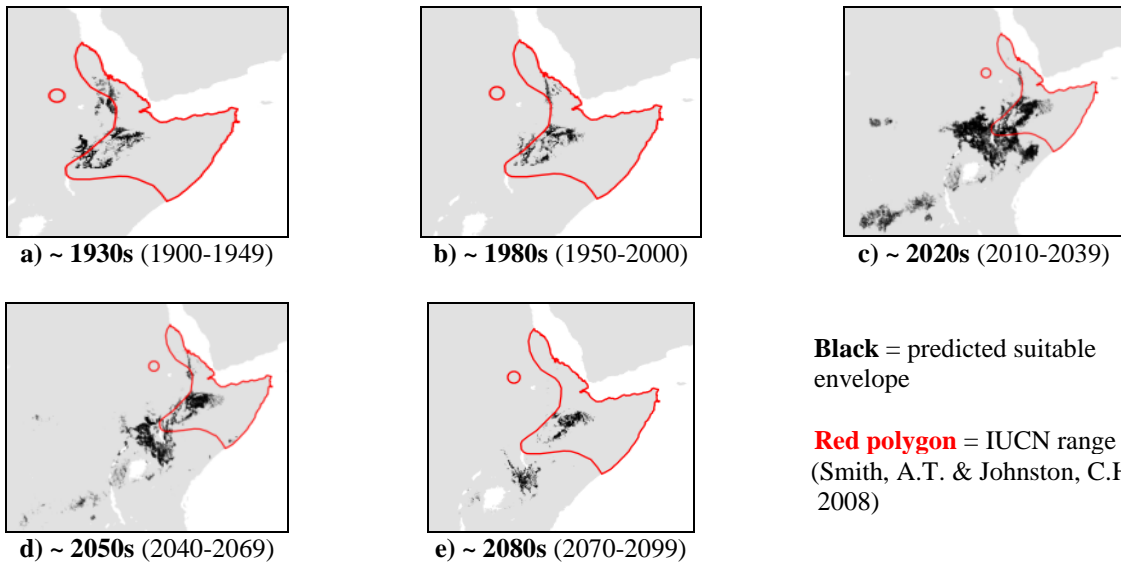 a) ~ 1930s (1900-1949)
b) ~ 1980s (1950-2000)
c) ~ 2020s (2010-2039)
d) ~ 2050s (2040-2069)
e) ~ 2080s (2070-2099)
Black = predicted suitable
envelope
Red polygon = IUCN range
(Smith, A.T. & Johnston, C.H
2008)